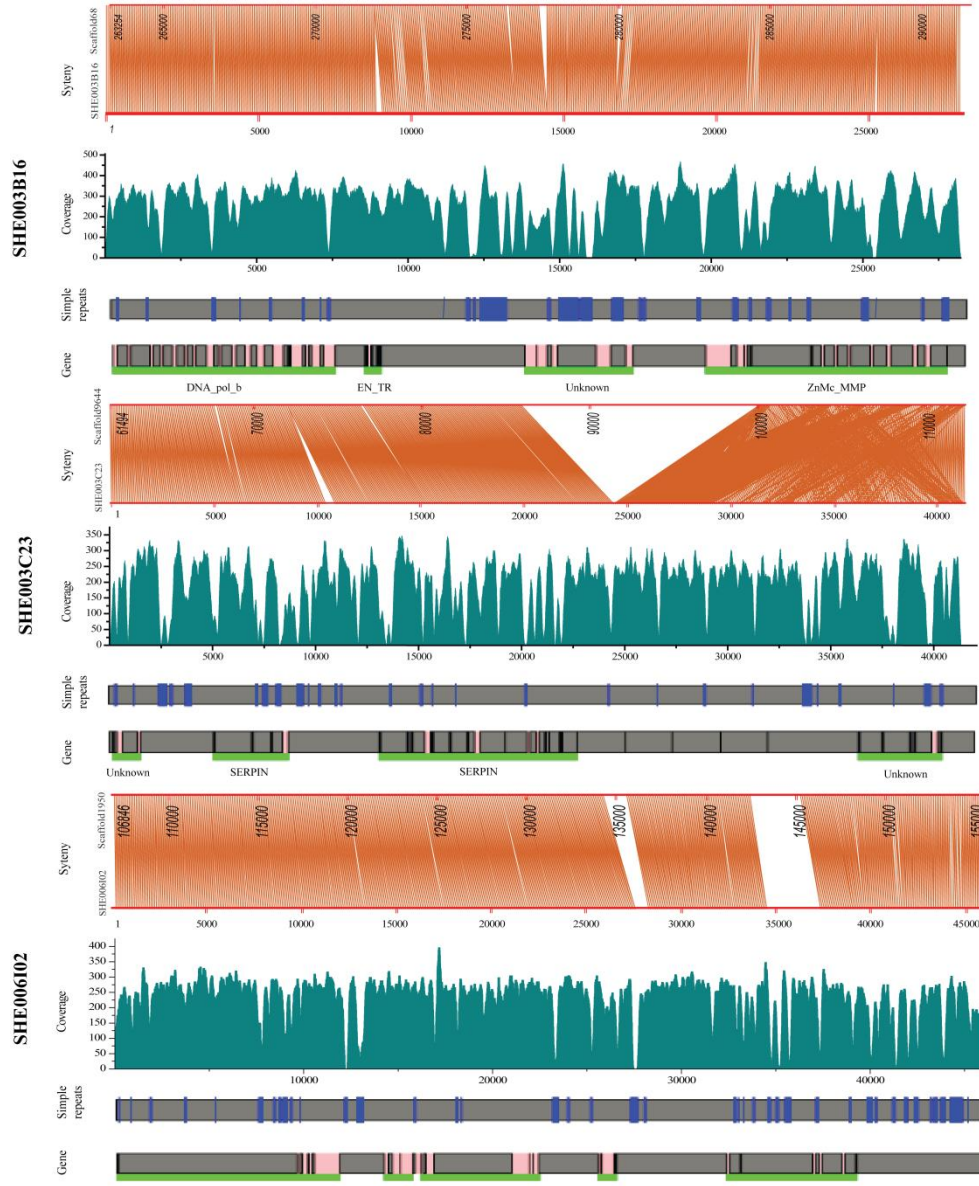 SHE003B16
Syteny
Scaffold68
SHE003B16
263254 265000 270000 275000 280000 285000 290000
1 5000 10000 15000 20000 25000
Coverage
500
400
300
200
100
0
5000 10000 15000 20000 25000
Simple
repeats
Gene
DNA_pol_b EN_TR Unknown ZnMc_MMP
SHE003C23
Syteny
Scaffold9644
SHE003C23
61494 70000 80000 90000 100000 110000
1 5000 10000 15000 20000 25000 30000 35000 40000
Coverage
350
300
250
200
150
100
50
0
5000 10000 15000 20000 25000 30000 35000 40000
Simple
repeats
Gene
Unknown SERPIN SERPIN Unknown
SHE006I02
Syteny
Scaffold1950
SHE006I02
106846 110000 115000 120000 125000 130000 135000 140000 145000 150000 155000
1 5000 10000 15000 20000 25000 30000 35000 40000 45000
Coverage
400
350
300
250
200
150
100
50
0
10000 20000 30000 40000
Simple
repeats
Gene